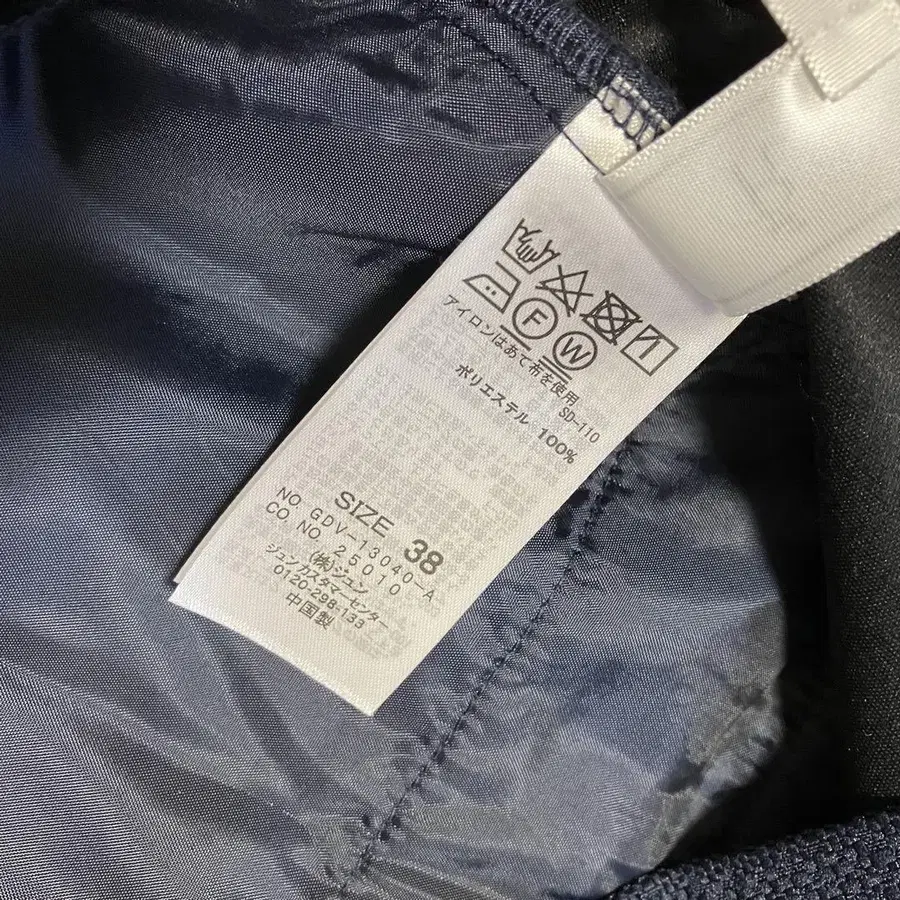 F W
アイロンはあて布を使用
SD-110
ポリエステル 100%
SIZE 38
NO. GDV-13040-A
CO. NO. 25010
(株)ジュン
ジュンカスタマーセンター
0120-298-133
中国製